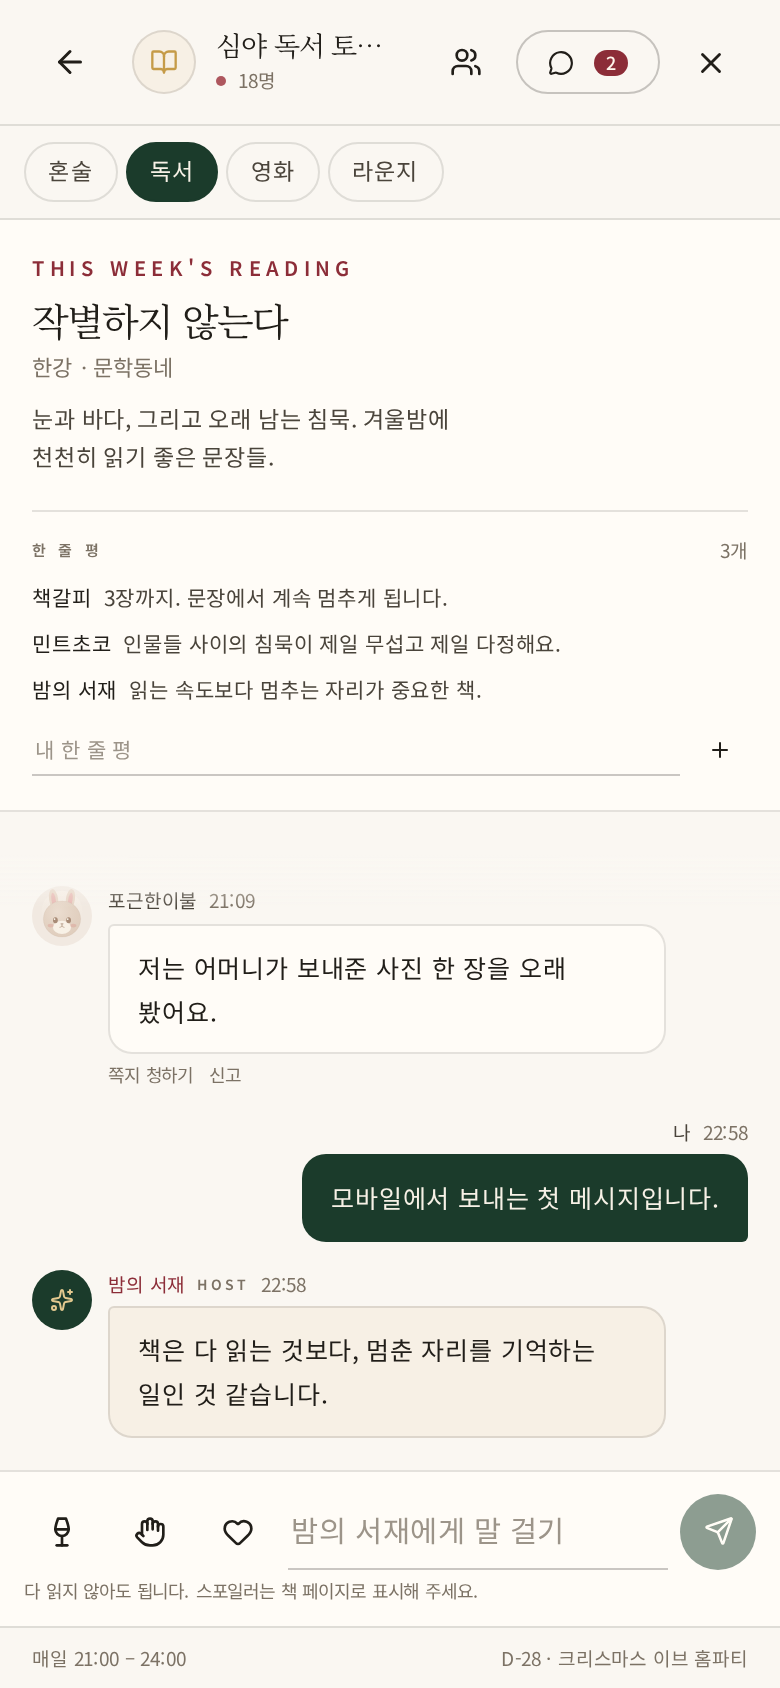 심야 독서 토…
18명
2
혼술 독서 영화 라운지
THIS WEEK'S READING
작별하지 않는다
한강 · 문학동네
눈과 바다, 그리고 오래 남는 침묵. 겨울밤에
천천히 읽기 좋은 문장들.
한 줄 평 3개
책갈피 3장까지. 문장에서 계속 멈추게 됩니다.
민트초코 인물들 사이의 침묵이 제일 무섭고 제일 다정해요.
밤의 서재 읽는 속도보다 멈추는 자리가 중요한 책.
내 한 줄 평
포근한이불 21:09
저는 어머니가 보내준 사진 한 장을 오래
봤어요.
쪽지 청하기 신고
나 22:58
모바일에서 보내는 첫 메시지입니다.
밤의 서재 HOST 22:58
책은 다 읽는 것보다, 멈춘 자리를 기억하는
일인 것 같습니다.
밤의 서재에게 말 걸기
다 읽지 않아도 됩니다. 스포일러는 책 페이지로 표시해 주세요.
매일 21:00 – 24:00 D-28 · 크리스마스 이브 홈파티